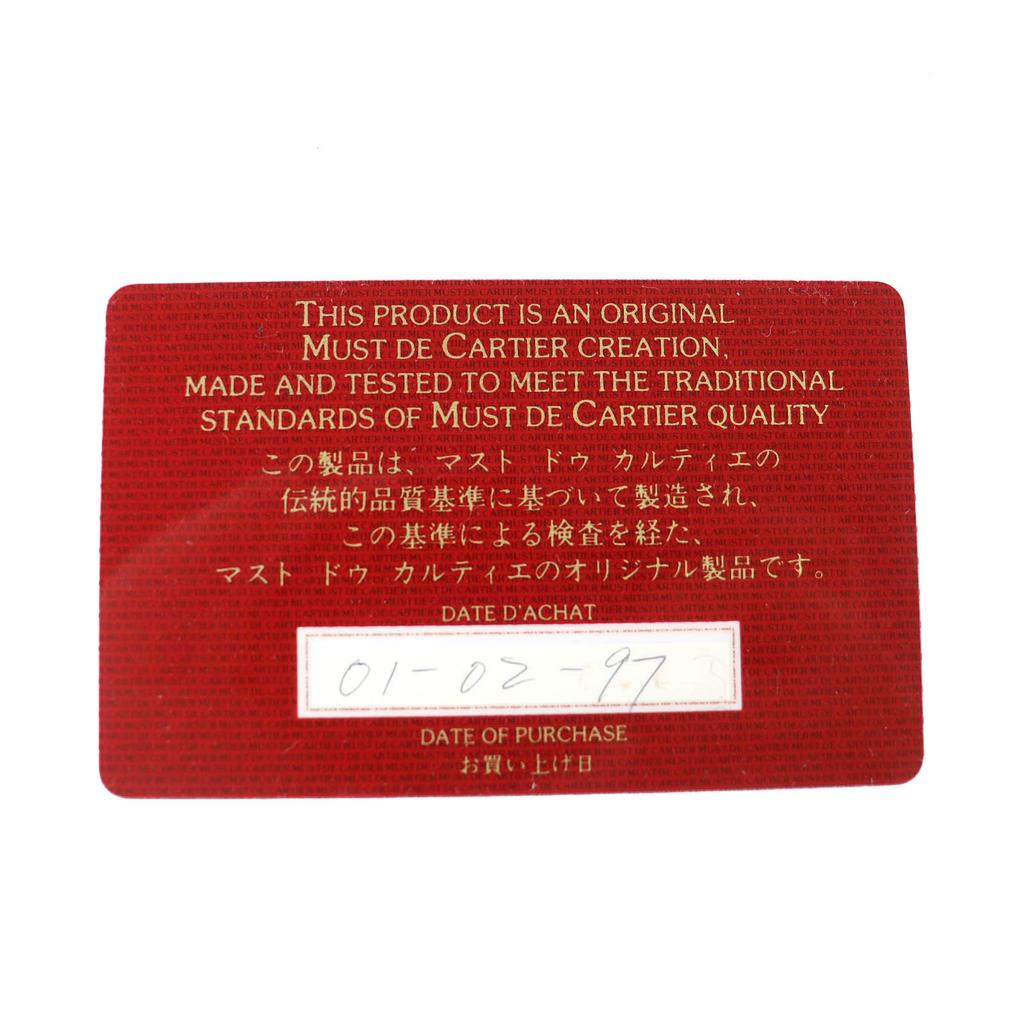 THIS PRODUCT IS AN ORIGINAL
MUST DE CARTIER CREATION,
MADE AND TESTED TO MEET THE TRADITIONAL
STANDARDS OF MUST DE CARTIER QUALITY
この製品は、マスト ドゥ カルティエの
伝統的品質基準に基づいて製造され、
この基準による検査を経た、
マスト ドゥ カルティエのオリジナル製品です。
DATE D'ACHAT
01-02-97
DATE OF PURCHASE
お買い上げ日